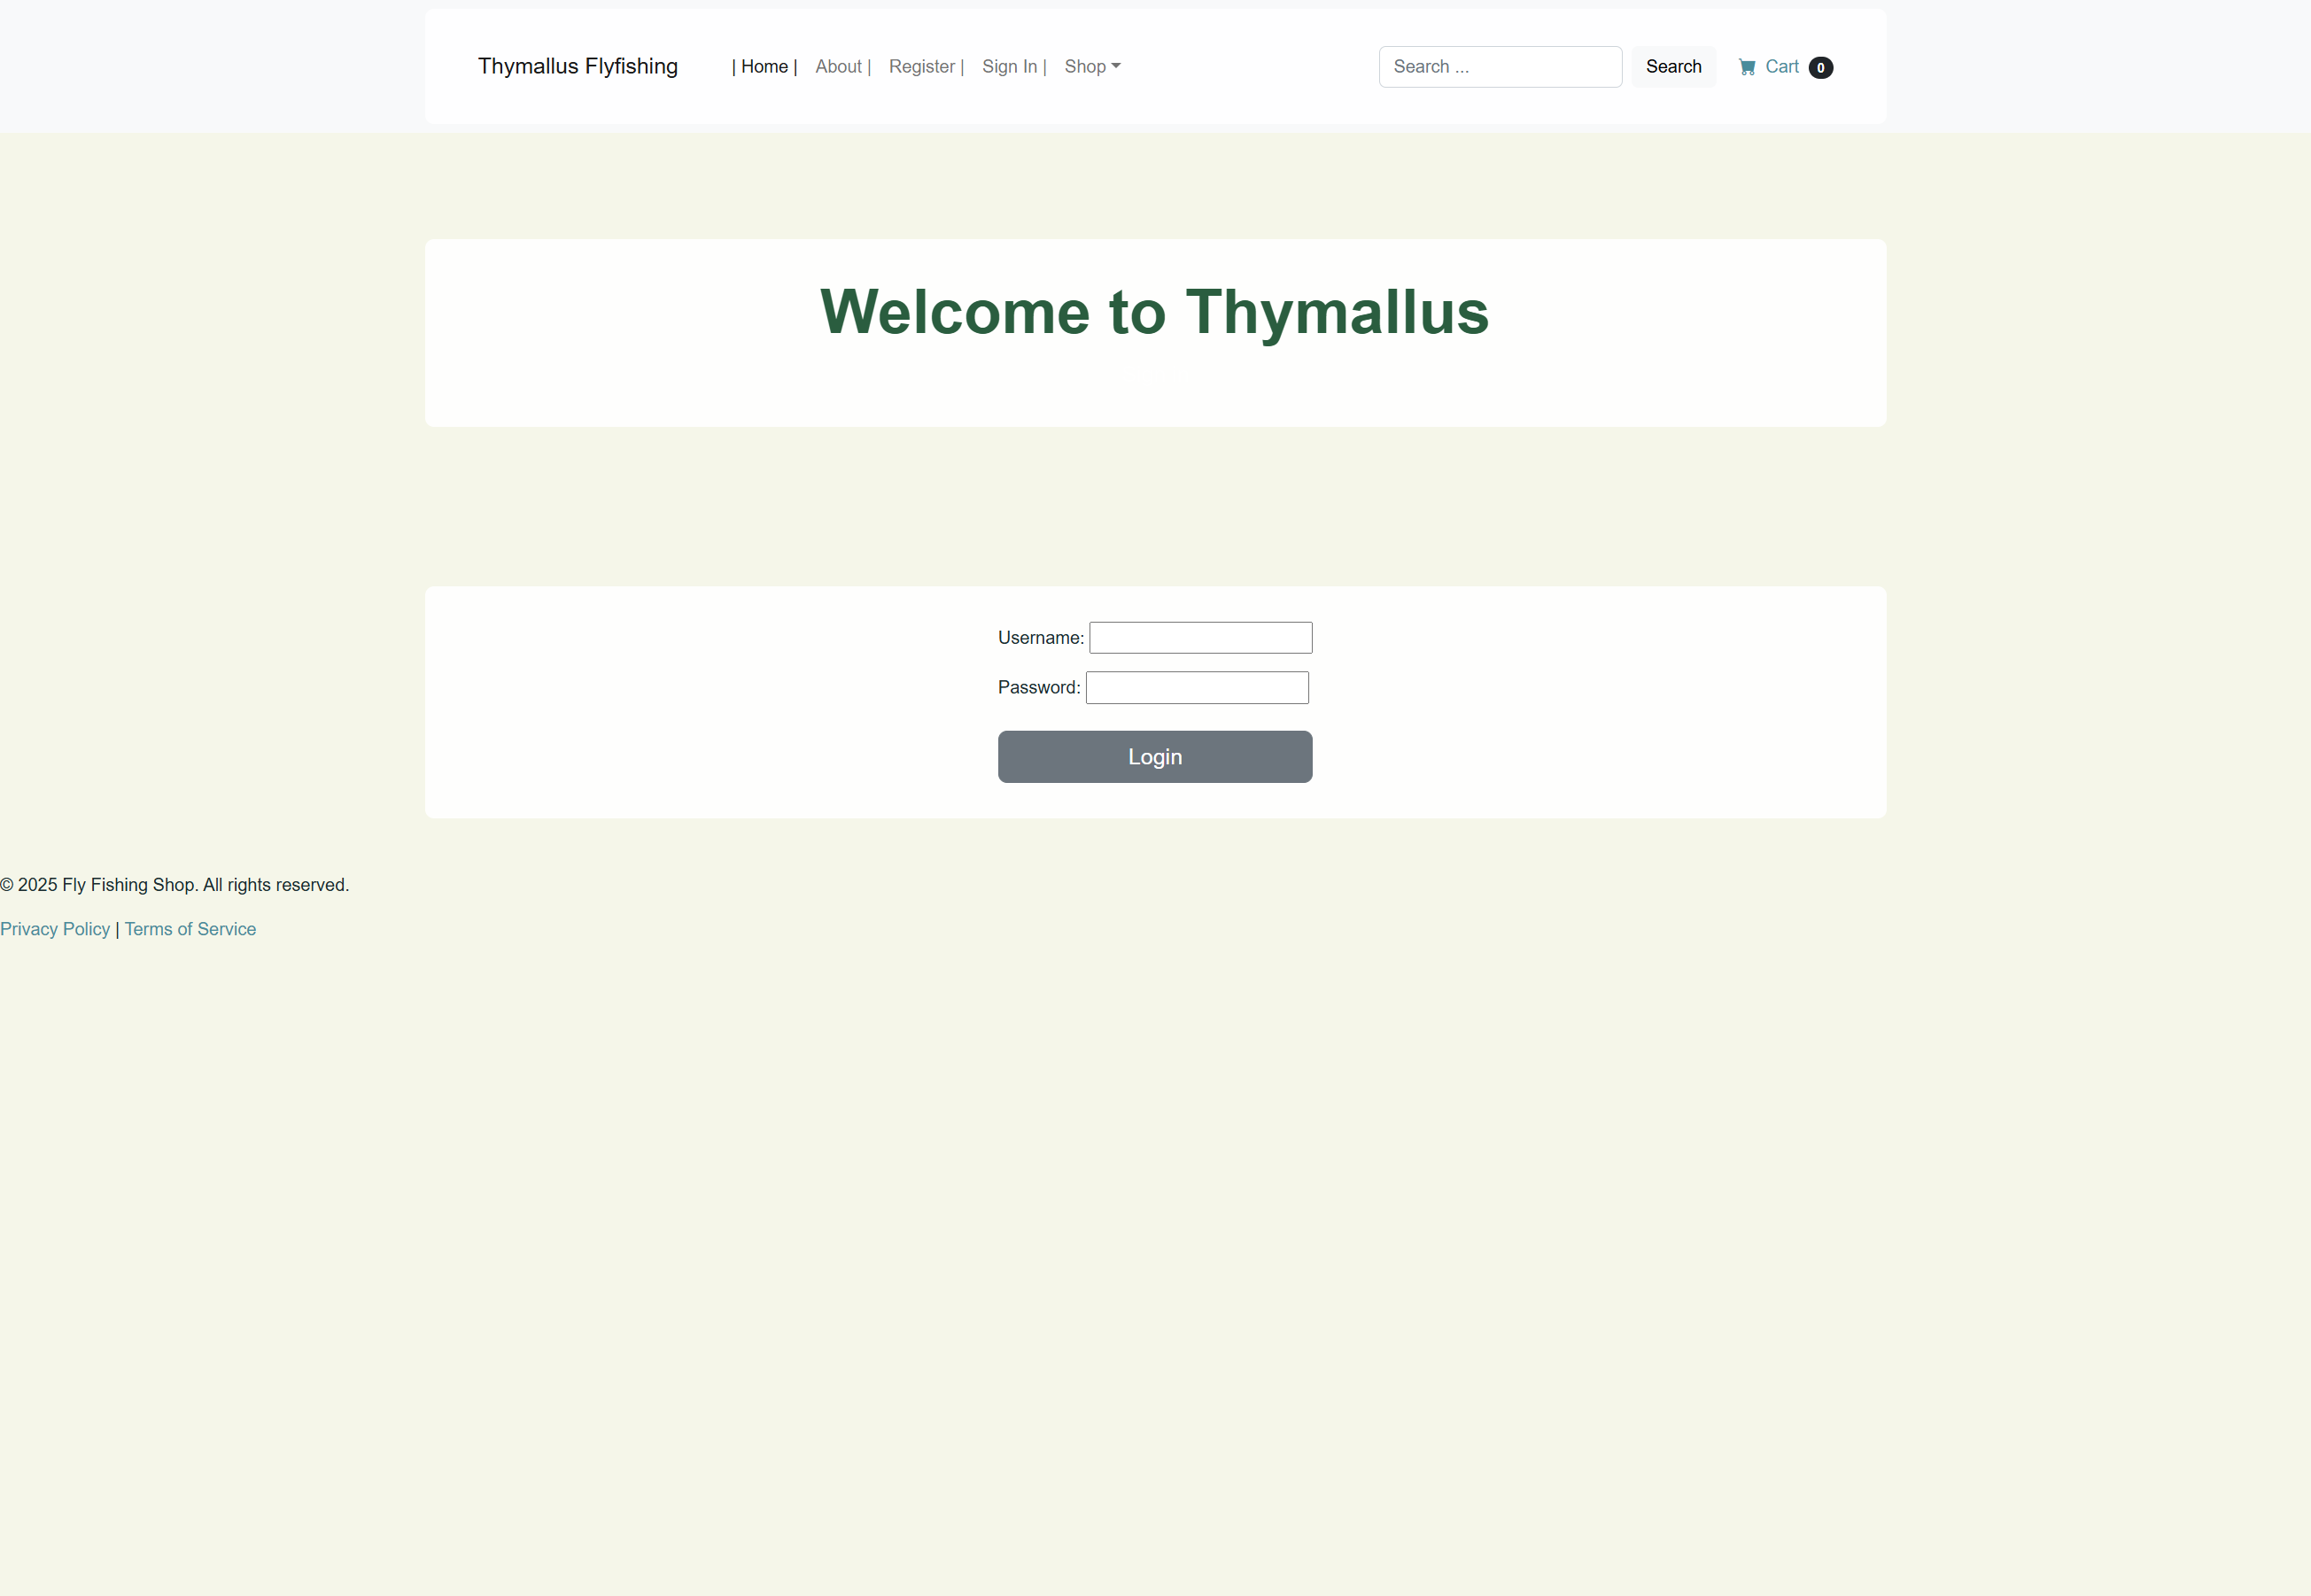 Thymallus Flyfishing | Home | About | Register | Sign In | Shop Search ... Search Cart 0
Welcome to Thymallus
Username:
Password:
Login
© 2025 Fly Fishing Shop. All rights reserved.
Privacy Policy | Terms of Service